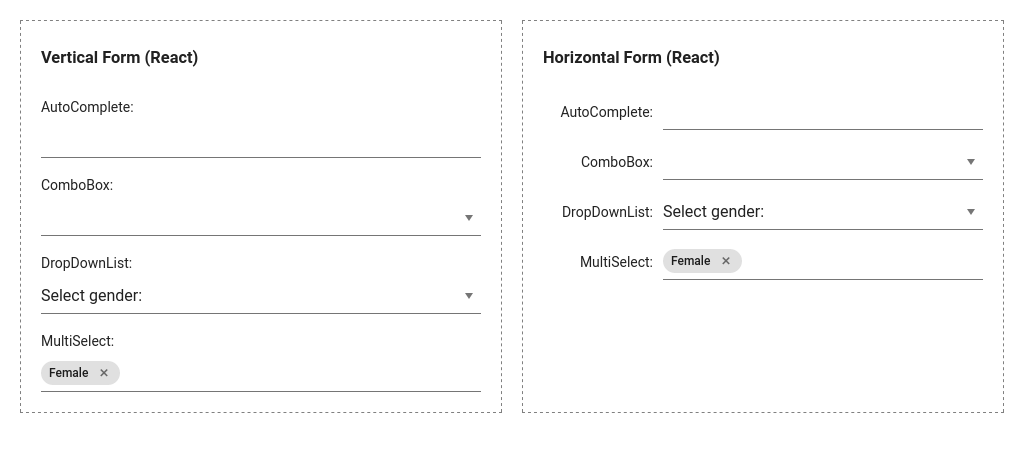 Vertical Form (React)
AutoComplete:
ComboBox:
DropDownList:
Select gender:
MultiSelect:
Female
Horizontal Form (React)
AutoComplete:
ComboBox:
DropDownList: Select gender:
MultiSelect: Female